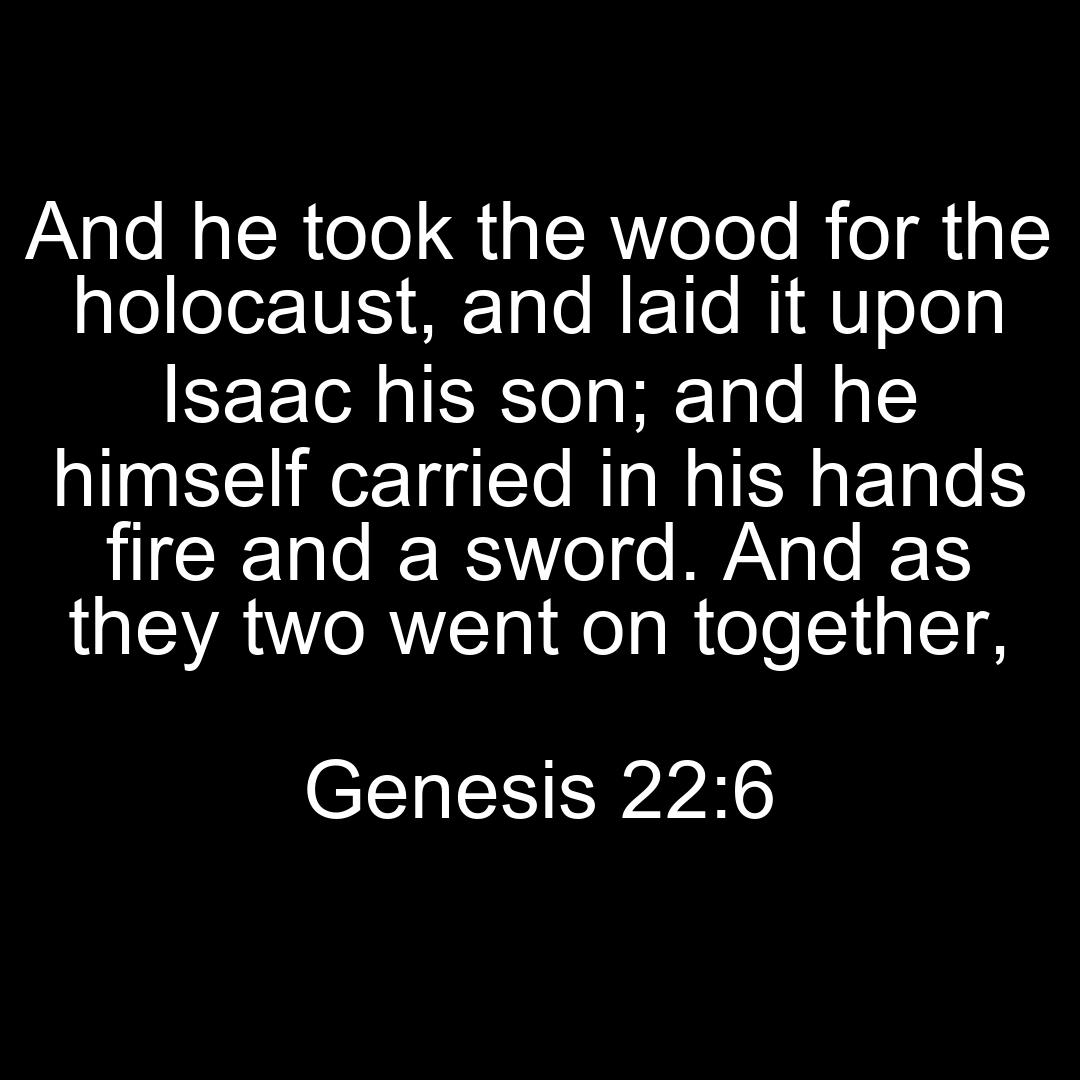 And he took the wood for the
holocaust, and laid it upon
Isaac his son; and he
himself carried in his hands
fire and a sword. And as
they two went on together,
Genesis 22:6